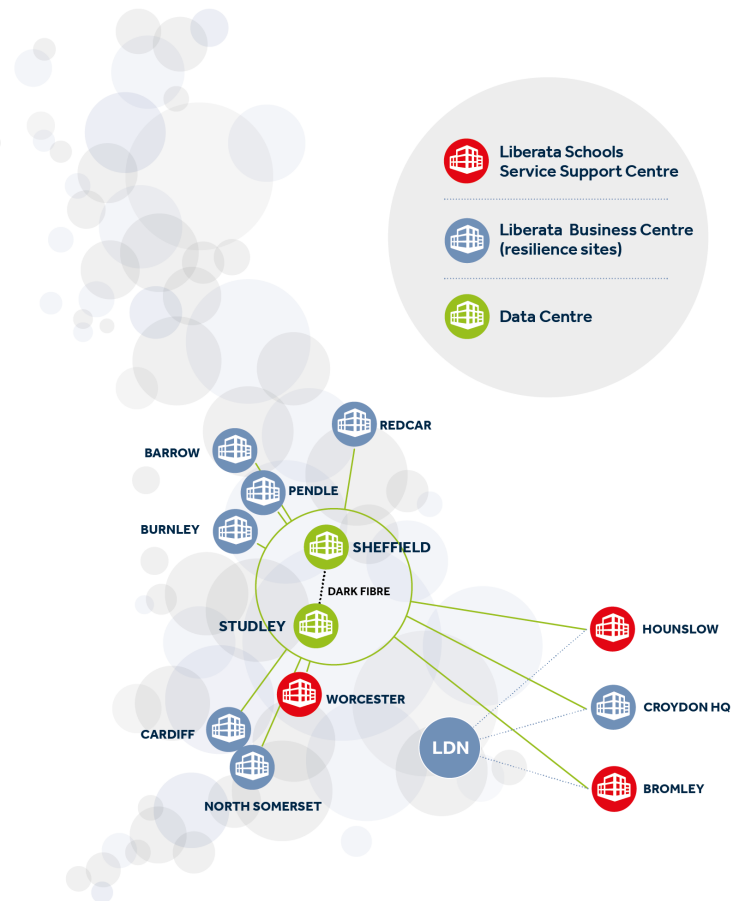 Liberata Schools
Service Support Centre
Liberata Business Centre
(resilience sites)
Data Centre
REDCAR
BARROW
PENDLE
BURNLEY
SHEFFIELD
DARK FIBRE
STUDLEY
HOUNSLOW
WORCESTER
CROYDON HQ
CARDIFF
LDN
BROMLEY
NORTH SOMERSET